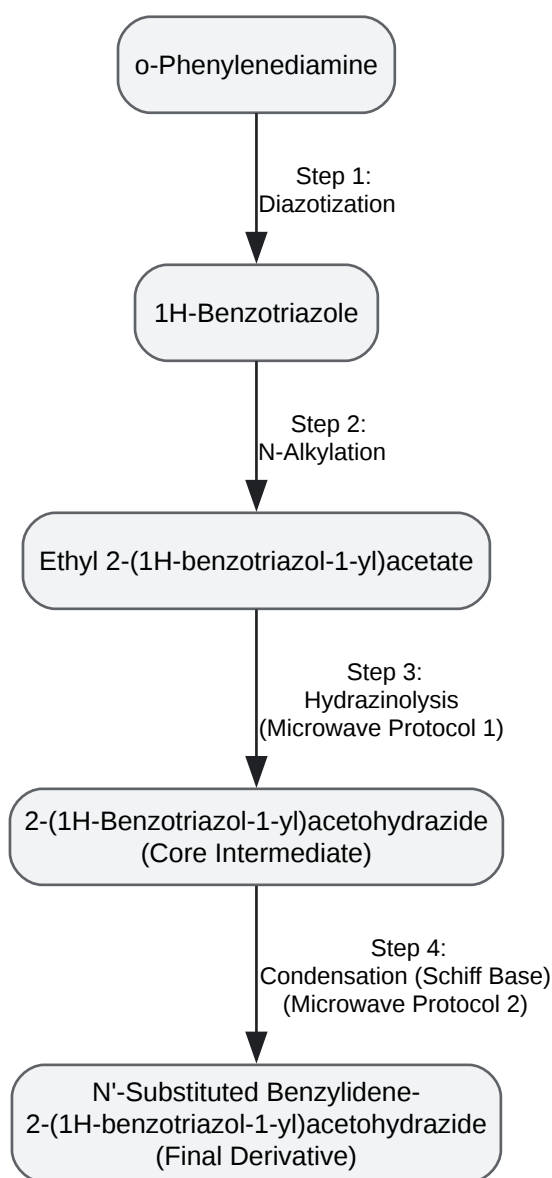 o-Phenylenediamine
Step 1:
Diazotization
1H-Benzotriazole
Step 2:
N-Alkylation
Ethyl 2-(1H-benzotriazol-1-yl)acetate
Step 3:
Hydrazinolysis
(Microwave Protocol 1)
2-(1H-Benzotriazol-1-yl)acetohydrazide
(Core Intermediate)
Step 4:
Condensation (Schiff Base)
(Microwave Protocol 2)
N'-Substituted Benzylidene-
2-(1H-benzotriazol-1-yl)acetohydrazide
(Final Derivative)